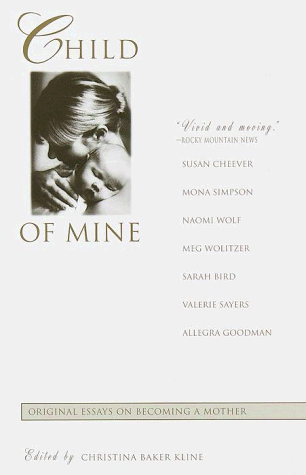 CHILD
OF MINE
"Vivid and moving."
—ROCKY MOUNTAIN NEWS
SUSAN CHEEVER
MONA SIMPSON
NAOMI WOLF
MEG WOLITZER
SARAH BIRD
VALERIE SAYERS
ALLEGRA GOODMAN
ORIGINAL ESSAYS ON BECOMING A MOTHER
Edited by CHRISTINA BAKER KLINE